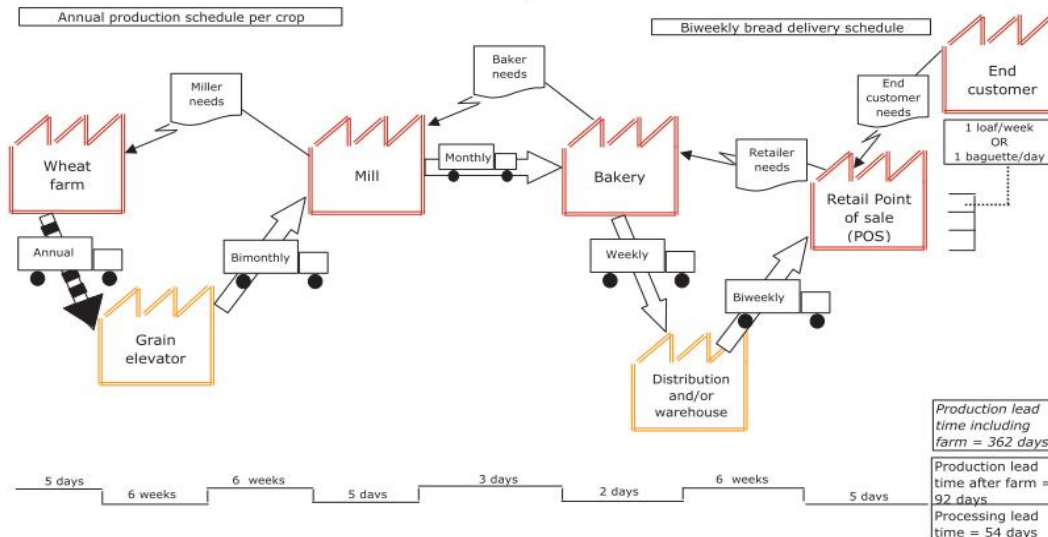 Annual production schedule per crop
Biweekly bread delivery schedule
Miller
needs
Baker
needs
End
customer
needs
End
customer
1 loaf/week
OR
1 baguette/day
Wheat
farm
Mill
Monthly
Bakery
Retailer
needs
Retail Point
of sale
(POS)
Annual
Bimonthly
Weekly
Biweekly
Grain
elevator
Distribution
and/or
warehouse
Production lead
time including
farm = 362 days
Production lead
time after farm =
92 days
Processing lead
time = 54 days
5 days
6 weeks
6 weeks
5 days
3 days
2 days
6 weeks
5 days